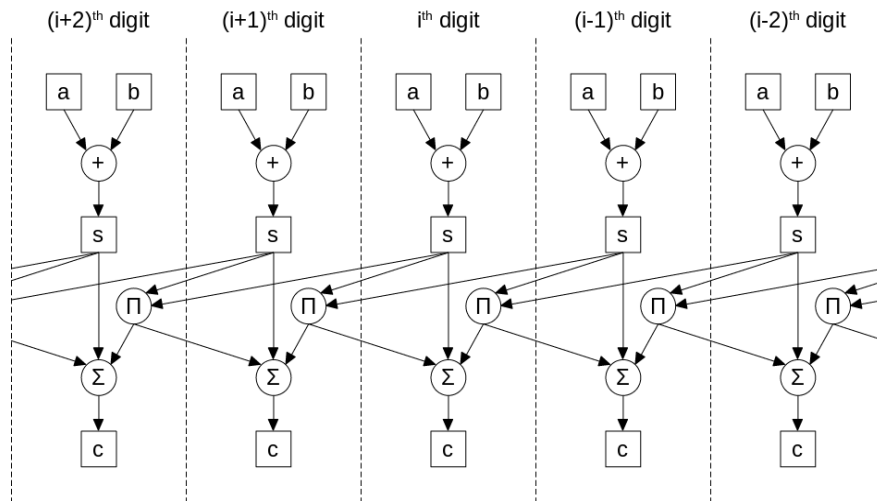 (i+2)th digit (i+1)th digit ith digit (i-1)th digit (i-2)th digit
a b a b a b a b a b
+ + + + +
s s s s s
Π Π Π Π Π
Σ Σ Σ Σ Σ
c c c c c